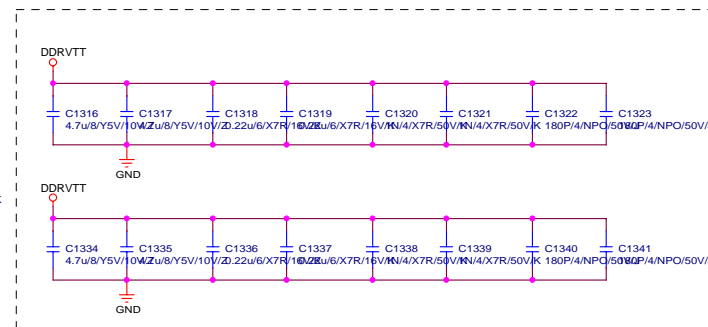 DDRVTT
C1316 C1317 C1318 C1319 C1320 C1321 C1322 C1323
4.7u/8/Y5V/10V/Z 4.7u/8/Y5V/10V/Z 0.22u/6/X7R/16V/K 0.22u/6/X7R/16V/K 1N/4/X7R/50V/K 1N/4/X7R/50V/K 180P/4/NPO/50V/J 180P/4/NPO/50V/
GND
DDRVTT
C1334 C1335 C1336 C1337 C1338 C1339 C1340 C1341
4.7u/8/Y5V/10V/Z 4.7u/8/Y5V/10V/Z 0.22u/6/X7R/16V/K 0.22u/6/X7R/16V/K 1N/4/X7R/50V/K 1N/4/X7R/50V/K 180P/4/NPO/50V/J 180P/4/NPO/50V/
GND